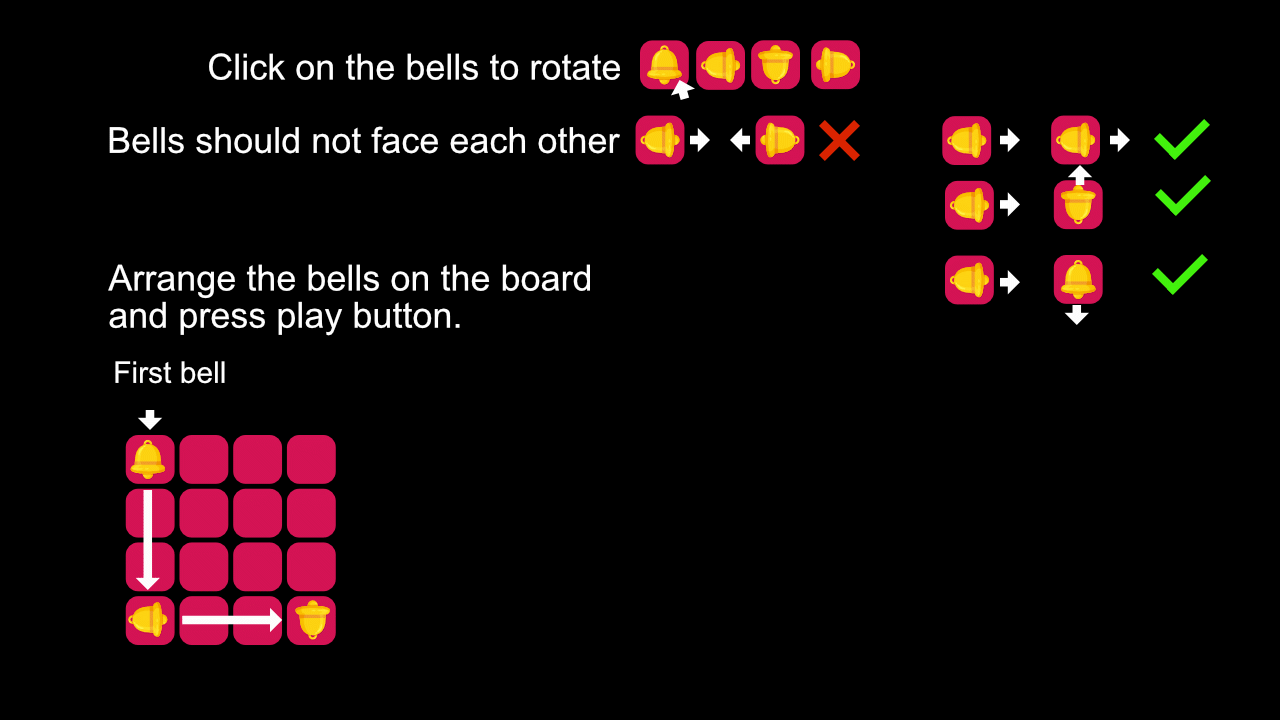 Click on the bells to rotate
Bells should not face each other
Arrange the bells on the board
and press play button.
First bell